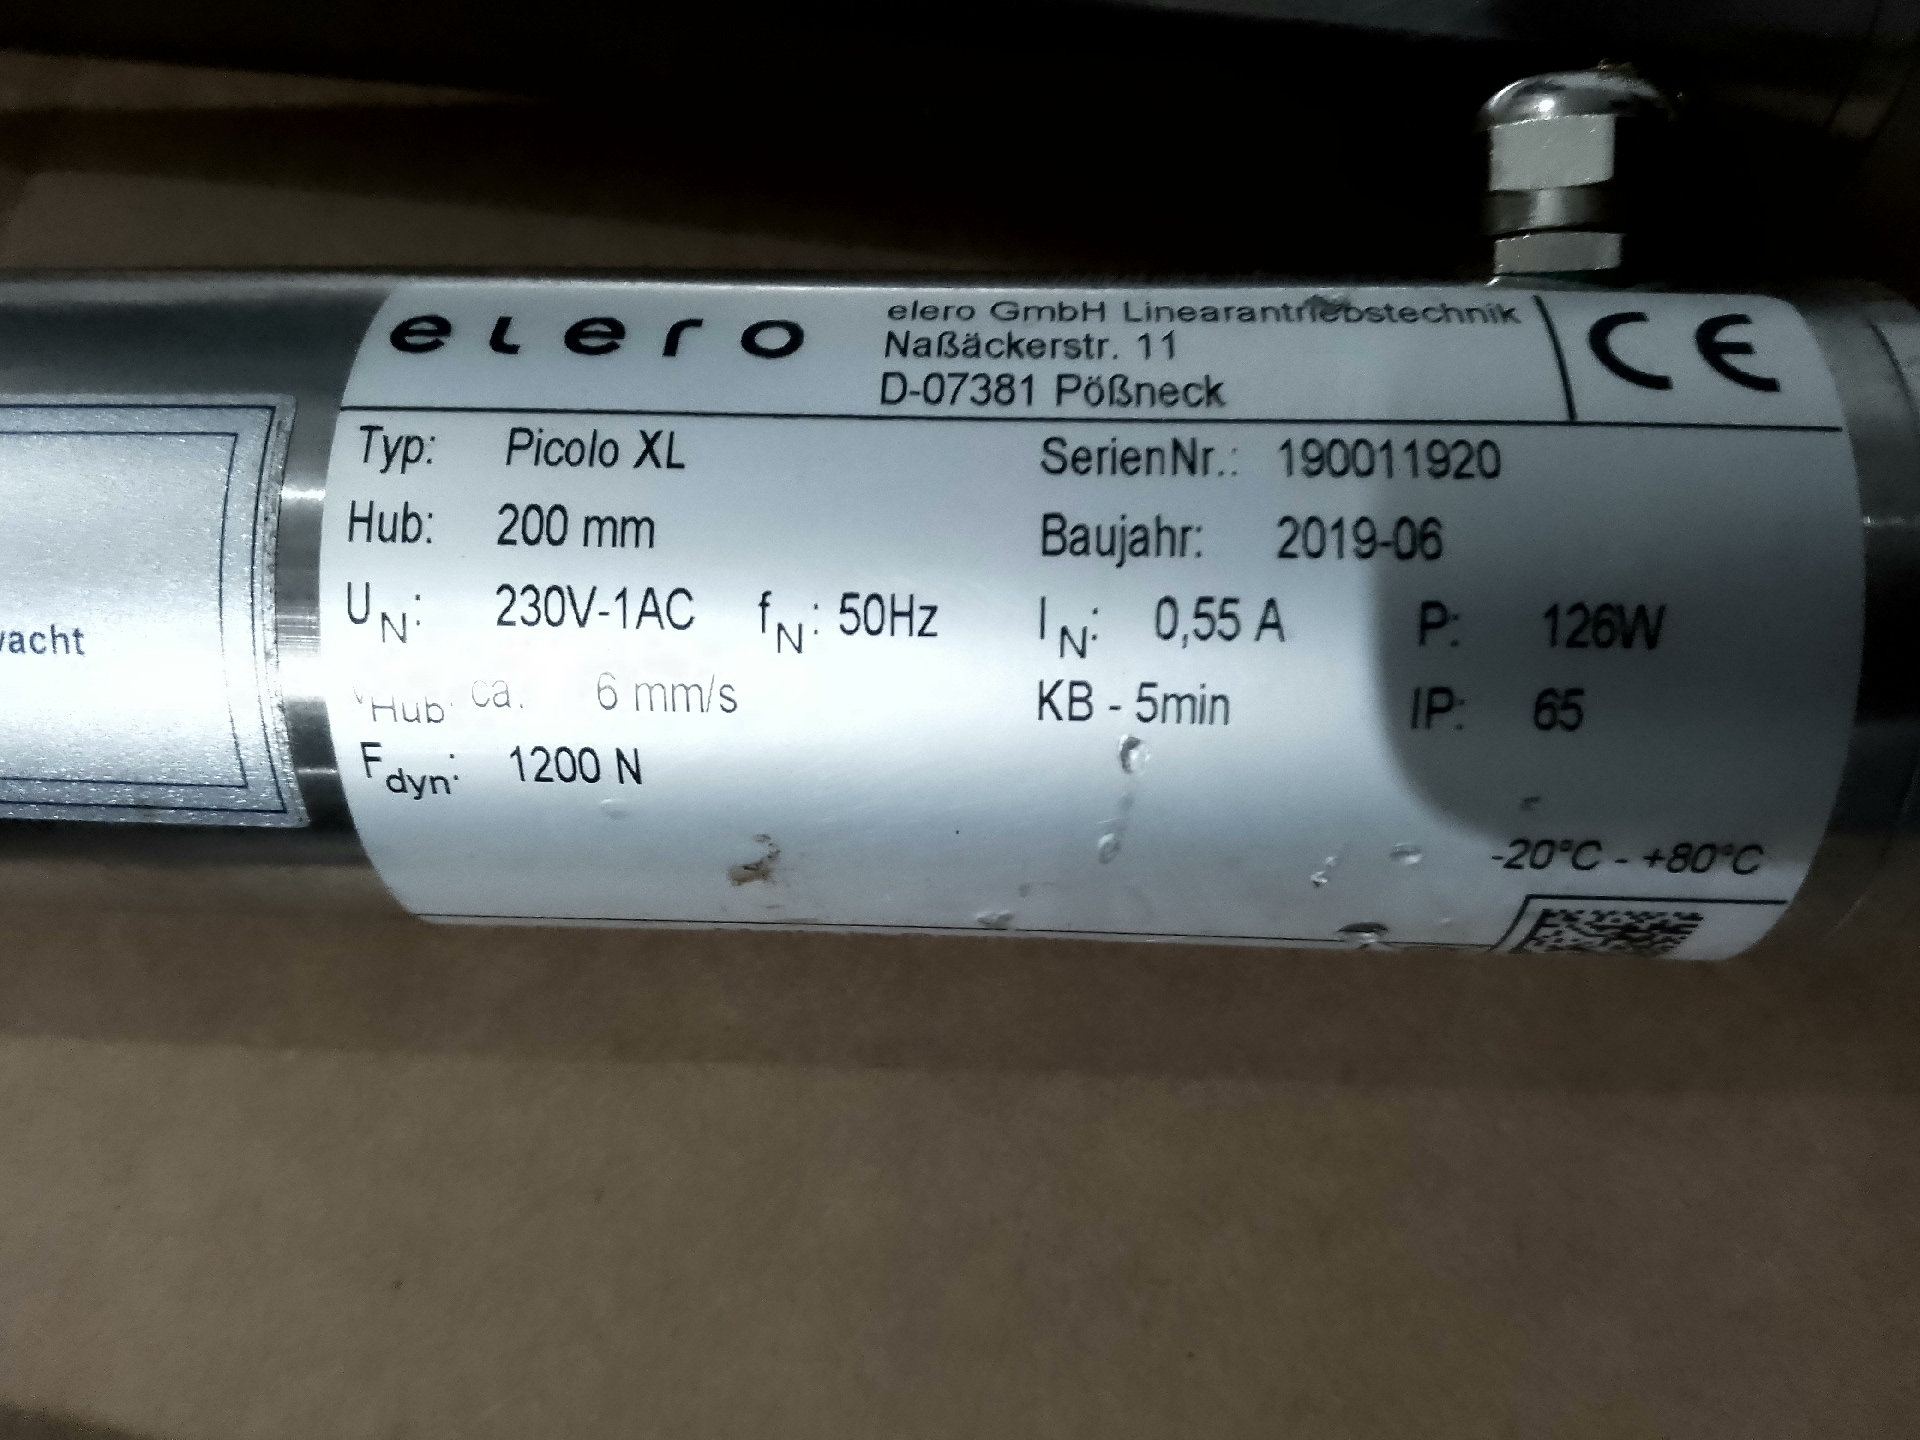 elero
elero GmbH Linearantriebstechnik
Naßäckerstr. 11
D-07381 Pößneck
CE
Typ: Picolo XL SerienNr.: 190011920
Hub: 200 mm Baujahr: 2019-06
UN: 230V-1AC fN: 50Hz IN: 0,55 A P: 126W
vHub ca. 6 mm/s KB - 5min IP: 65
Fdyn: 1200 N
-20°C - +80°C